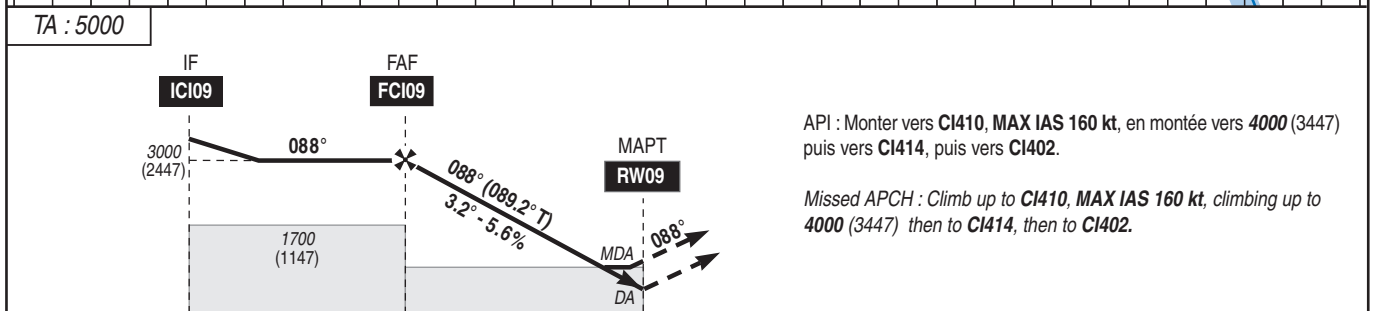 TA : 5000
IF
ICI09
FAF
FCI09
3000
(2447)
088°
088° (089.2° T)
3.2° - 5.6%
MAPT
RW09
1700
(1147)
MDA
088°
DA
API : Monter vers CI410, MAX IAS 160 kt, en montée vers 4000 (3447)
puis vers CI414, puis vers CI402.
Missed APCH : Climb up to CI410, MAX IAS 160 kt, climbing up to
4000 (3447) then to CI414, then to CI402.